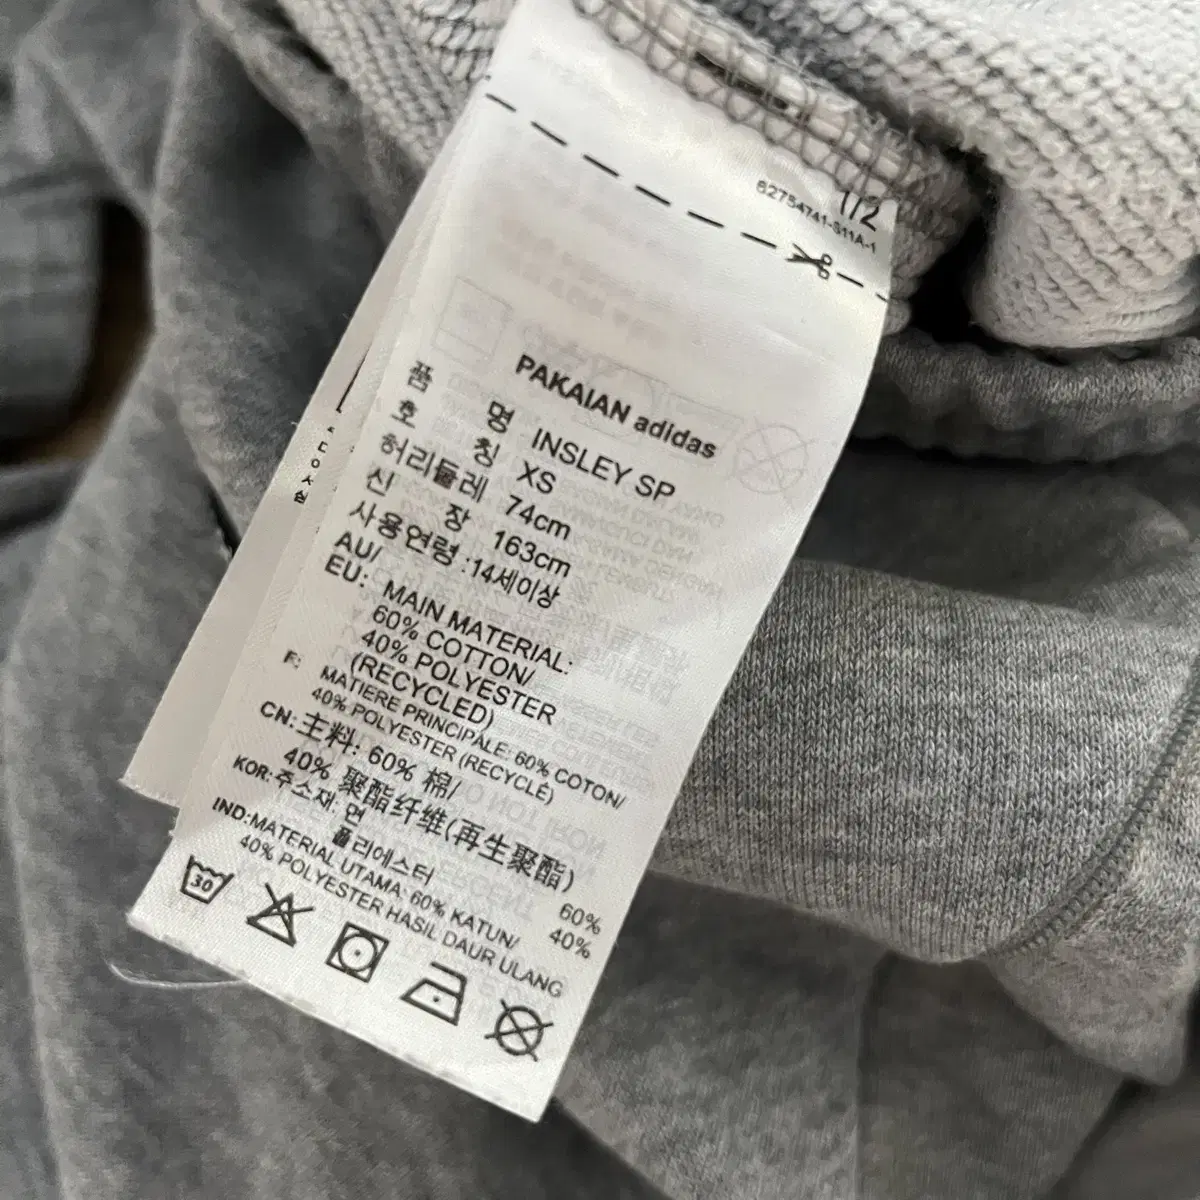 1/2
62754741-S11A-1
PAKAIAN adidas
품 명 INSLEY SP
호 칭 XS
허리둘레 74cm
신 장 163cm
사용연령 :14세이상
AU/
EU: MAIN MATERIAL:
60% COTTON/
40% POLYESTER
(RECYCLED)
F: MATIERE PRINCIPALE: 60% COTON/
40% POLYESTER (RECYCLÉ)
CN: 主料: 60% 棉/
40% 聚酯纤维(再生聚酯)
KOR: 주소재: 면 60%
폴리에스터 40%
IND:MATERIAL UTAMA: 60% KATUN/
40% POLYESTER HASIL DAUR ULANG
30